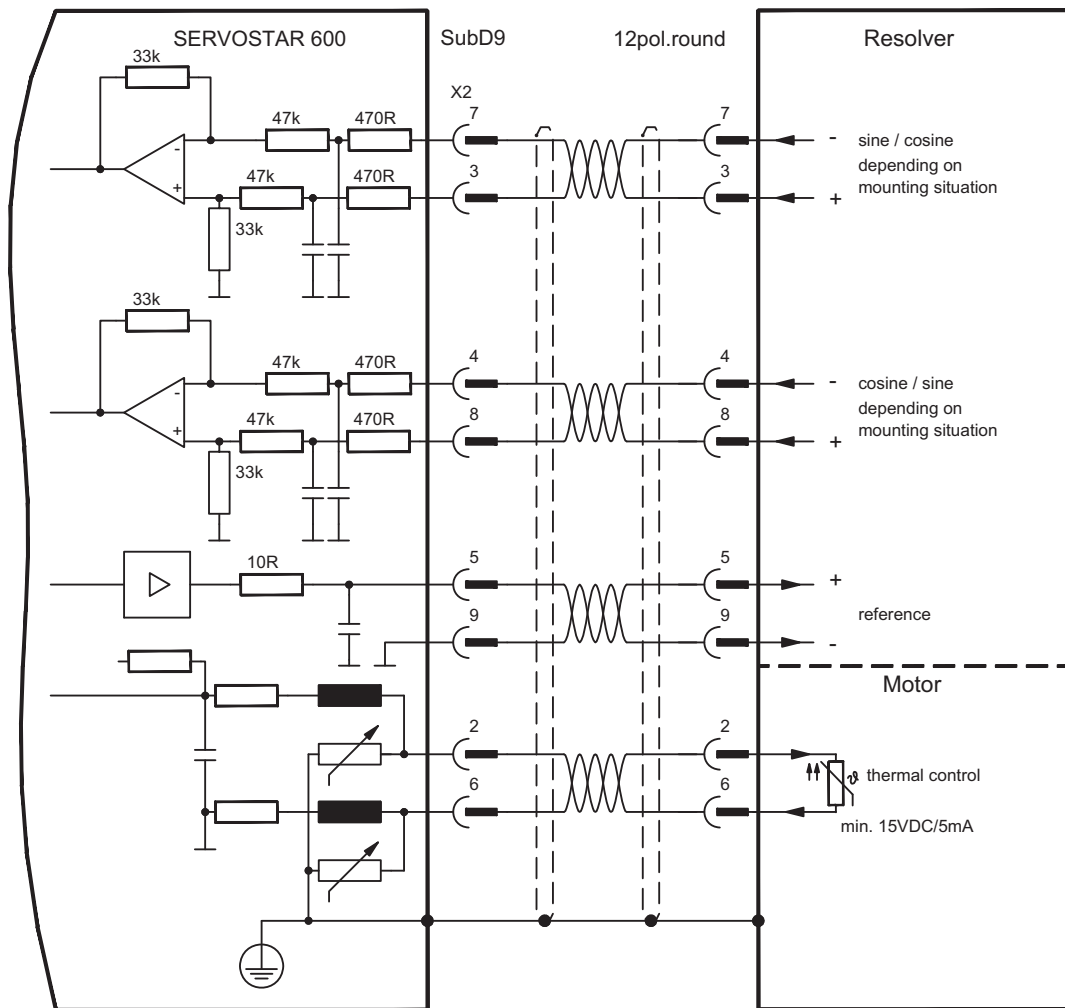 SERVOSTAR 600
SubD9
12pol.round
Resolver
33k
X2
47k
470R
7
7
-
sine / cosine
-
depending on
mounting situation
+
47k
470R
3
3
+
33k
33k
47k
470R
4
4
-
cosine / sine
-
depending on
mounting situation
+
47k
470R
8
8
+
33k
10R
5
5
+
reference
9
9
-
Motor
2
2
ϑ thermal control
6
6
min. 15VDC/5mA